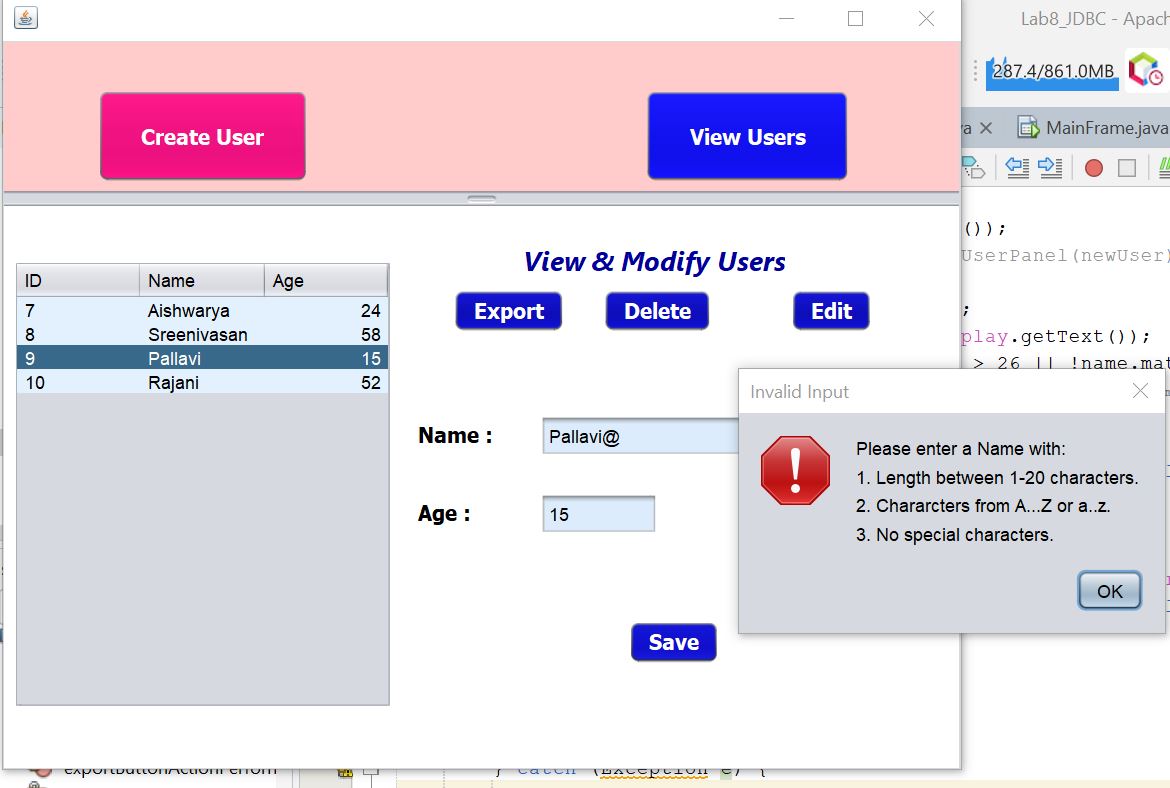 Lab8_JDBC - Apach
287.4/861.0MB
Create User
View Users
MainFrame.java
());
UserPanel(newUser)
;
play.getText());
> 26 || !name.mat
View & Modify Users
Export
Delete
Edit
ID Name Age
7 Aishwarya 24
8 Sreenivasan 58
9 Pallavi 15
10 Rajani 52
Name : Pallavi@
Age : 15
Save
Invalid Input
Please enter a Name with:
1. Length between 1-20 characters.
2. Chararcters from A...Z or a..z.
3. No special characters.
OK
} catch (Exception e) {